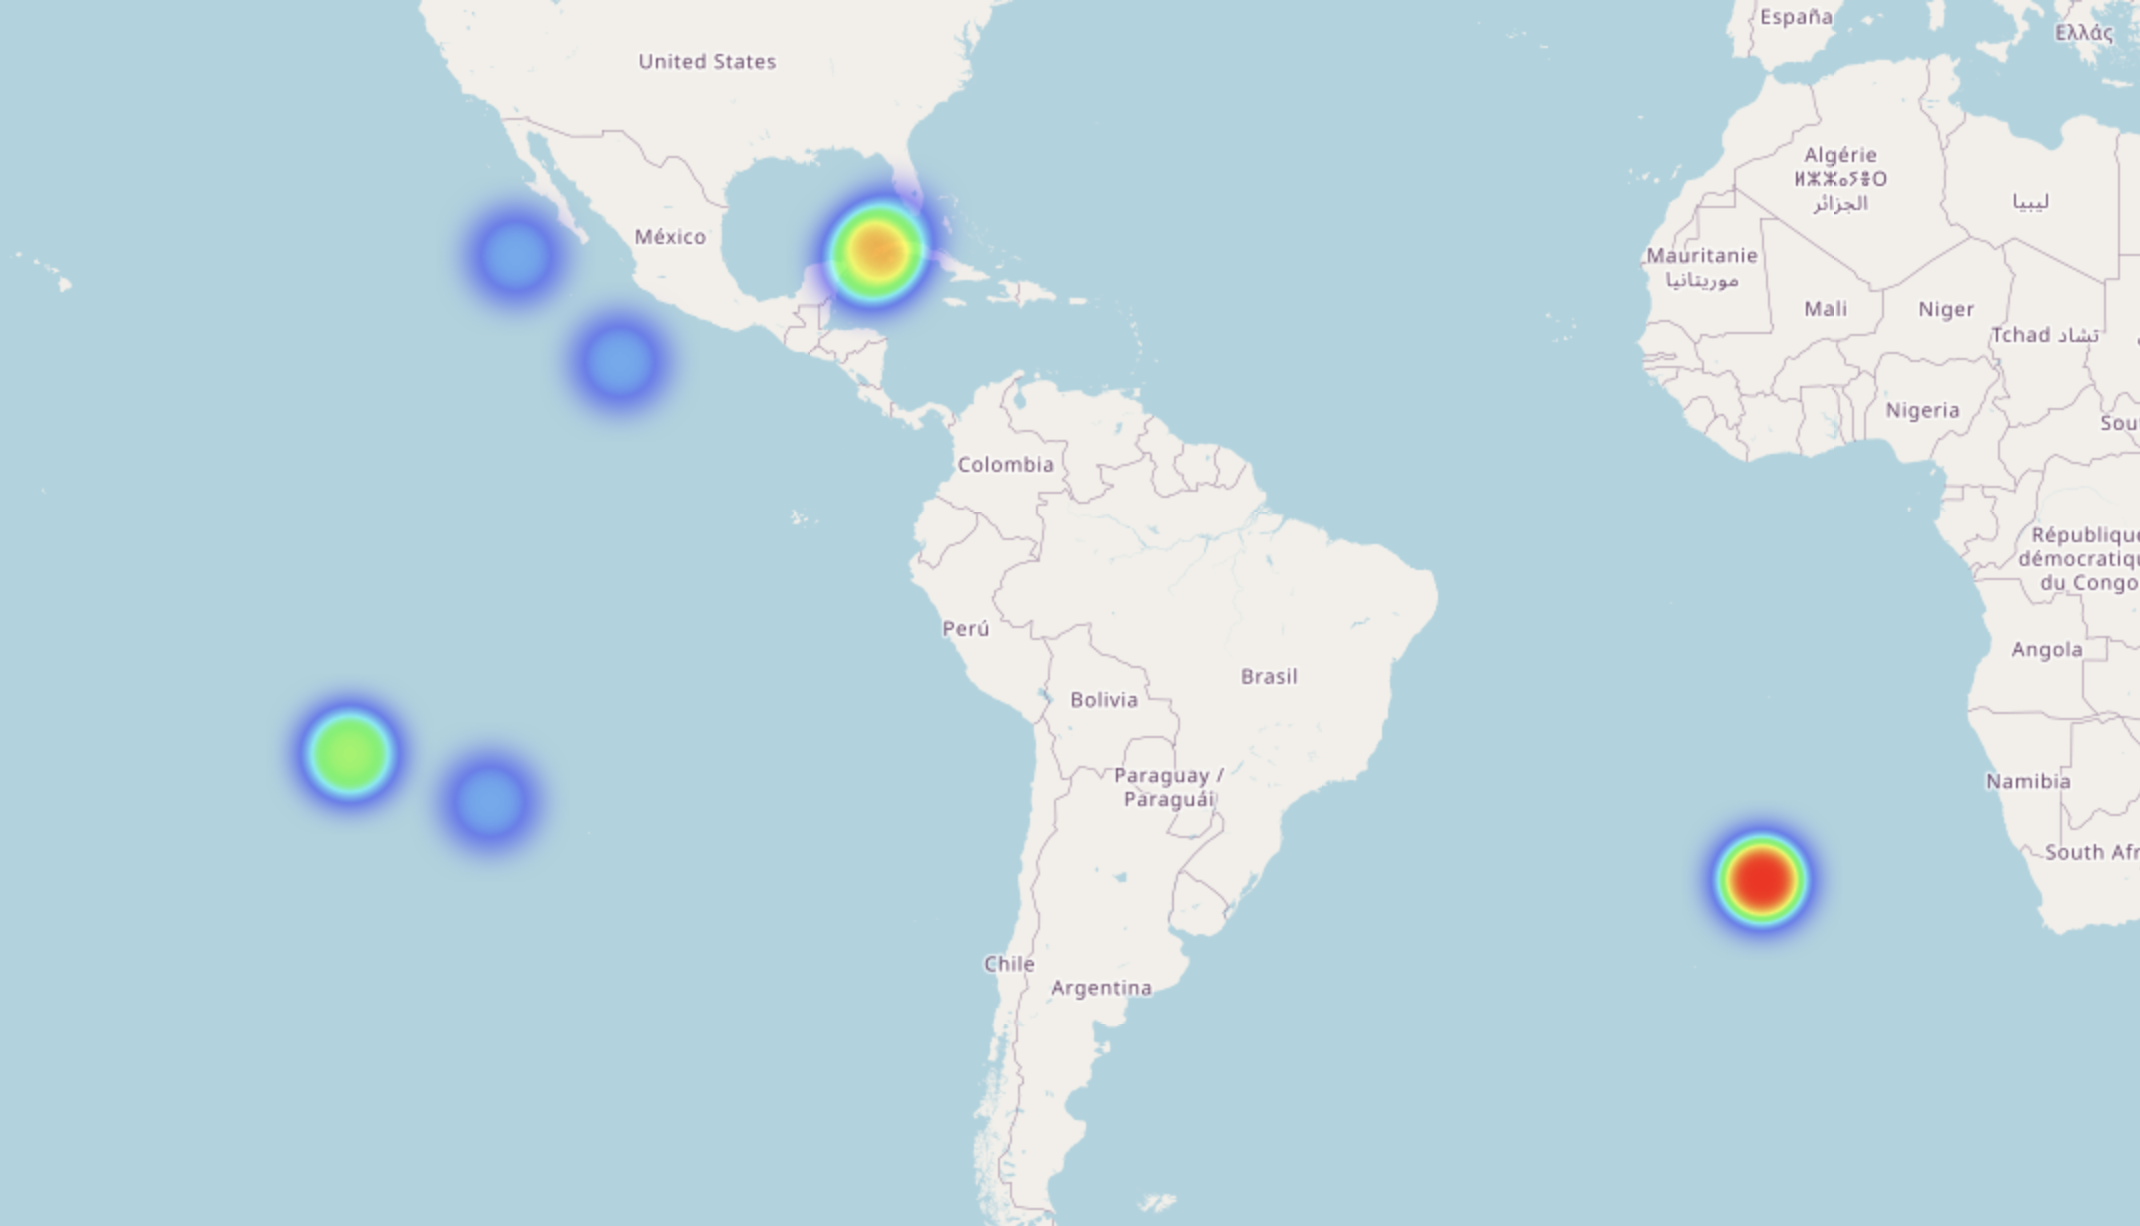 España
Ελλάς
United States
Algérie
ⵍⵣⵣⴰⵢⴻⵔ
الجزائر
México
ليبيا
Mauritanie
موريتانيا
Mali
Niger
Tchad تشاد
Nigeria
Sou
Colombia
République
démocratiqu
du Congo
Perú
Angola
Brasil
Bolivia
Paraguay /
Paraguái
Namibia
South Afr
Chile
Argentina